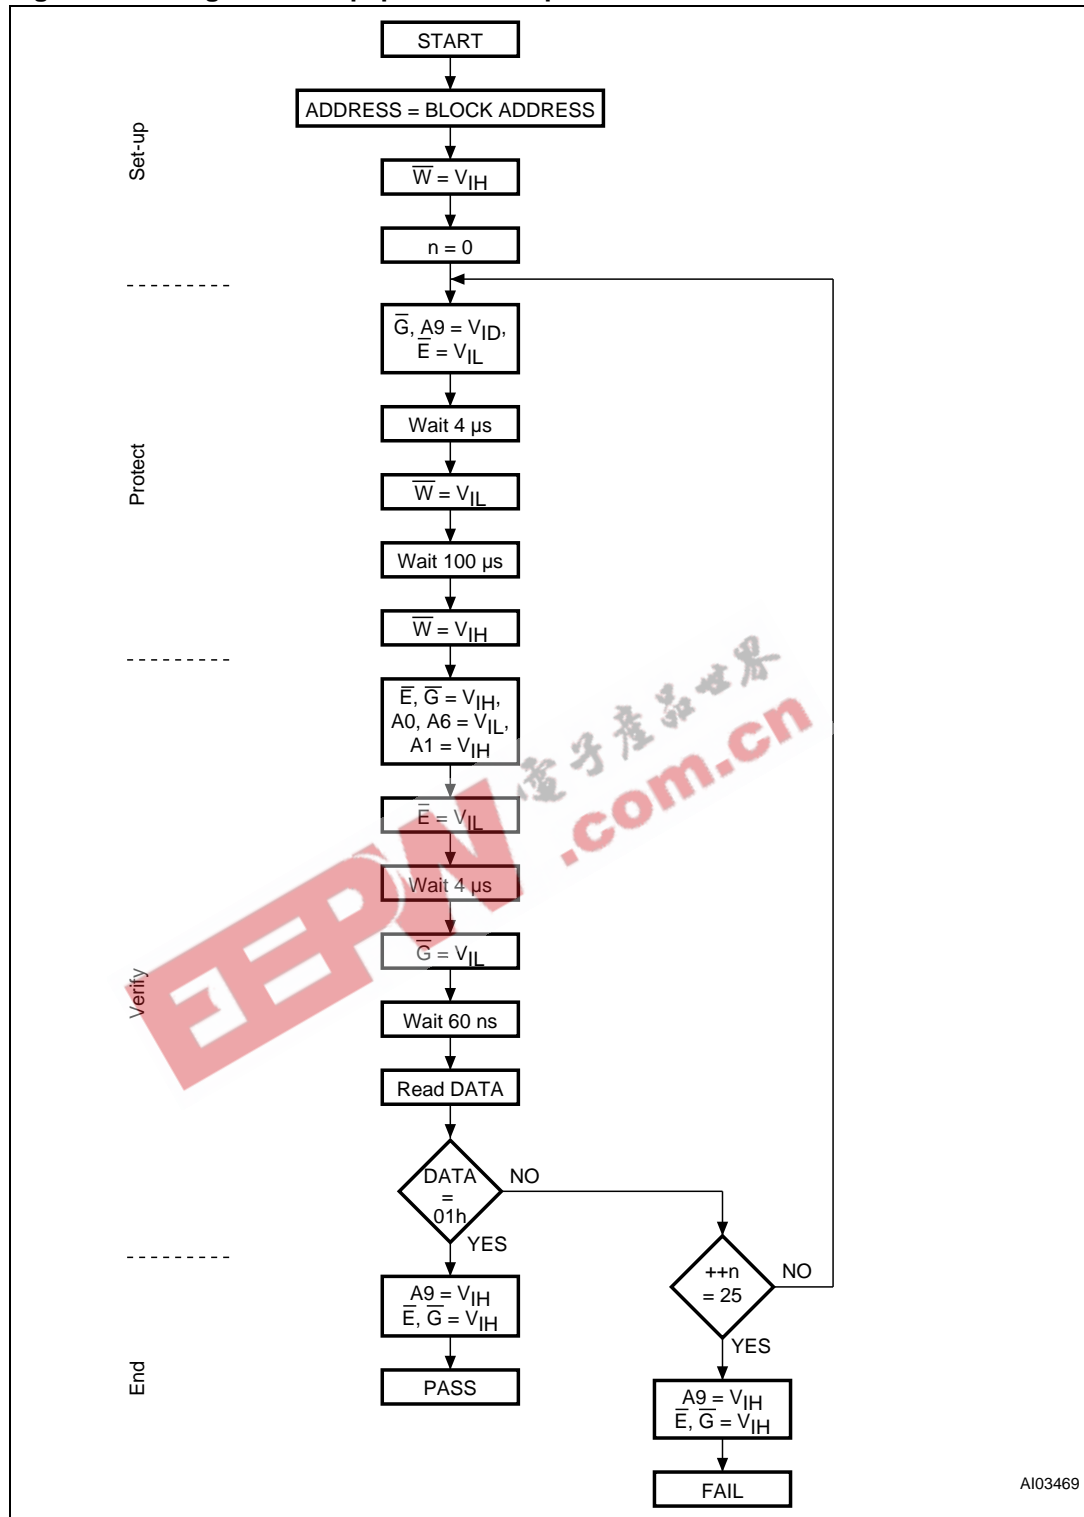 START
ADDRESS = BLOCK ADDRESS
Set-up
W̅ = VIH
n = 0
G̅, A9 = VID,
E̅ = VIL
Wait 4 µs
Protect
W̅ = VIL
Wait 100 µs
W̅ = VIH
E̅, G̅ = VIH,
A0, A6 = VIL,
A1 = VIH
E̅ = VIL
Wait 4 µs
G̅ = VIL
Verify
Wait 60 ns
Read DATA
DATA
=
01h
NO
YES
++n
= 25
NO
YES
A9 = VIH
E̅, G̅ = VIH
End
PASS
A9 = VIH
E̅, G̅ = VIH
FAIL
AI03469
EEPW
電子產品世界
.com.cn